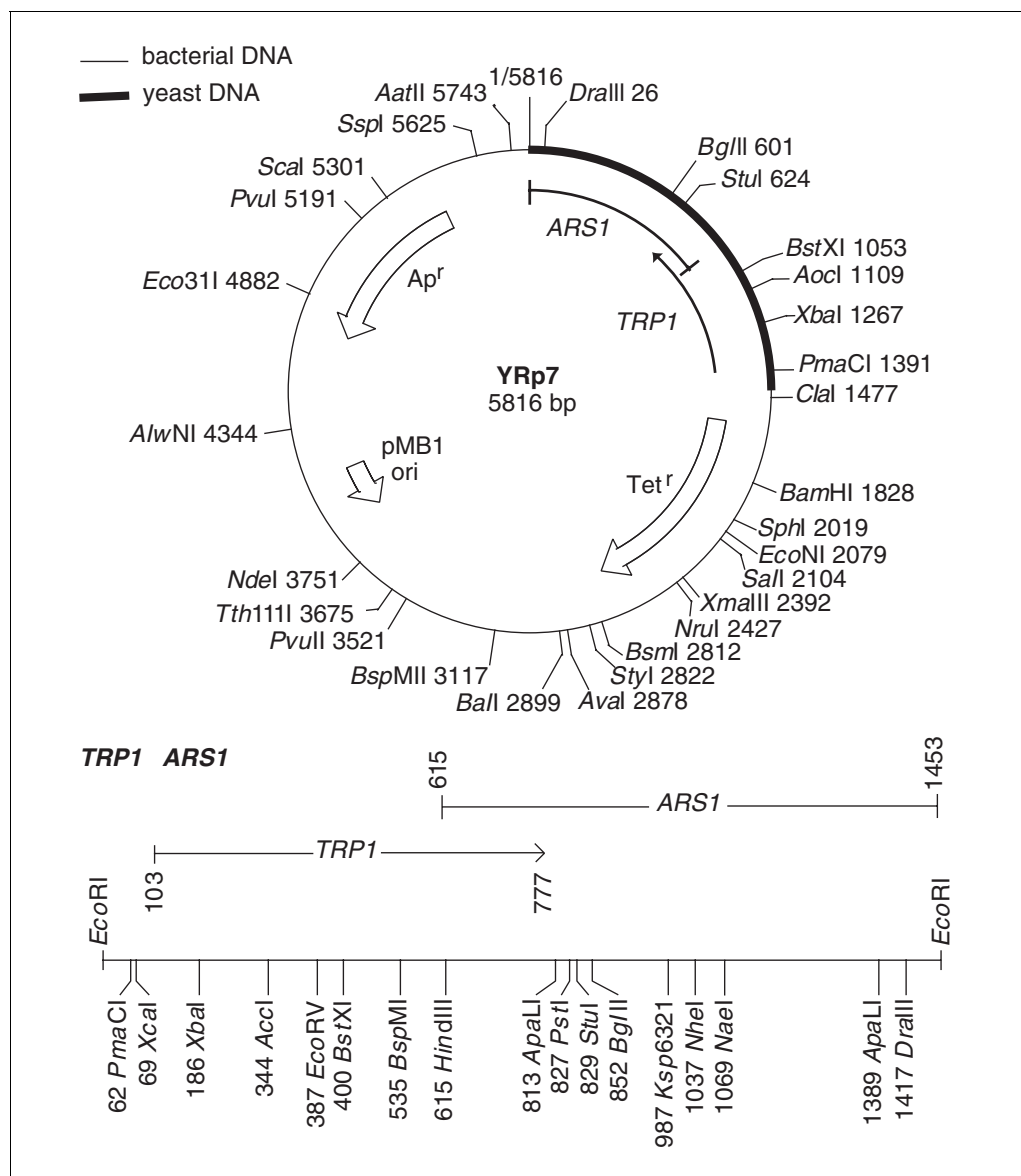 bacterial DNA
yeast DNA
1/5816
AatII 5743
DraIII 26
SspI 5625
BglII 601
ScaI 5301
StuI 624
PvuI 5191
ARS1
BstXI 1053
Apr
AocI 1109
Eco31I 4882
TRP1
XbaI 1267
YRp7
PmaCI 1391
5816 bp
ClaI 1477
AlwNI 4344
pMB1
ori
Tet r
BamHI 1828
SphI 2019
EcoNI 2079
NdeI 3751
SalI 2104
Tth111I 3675
XmaIII 2392
PvuII 3521
NruI 2427
BspMII 3117
BsmI 2812
StyI 2822
BalI 2899
AvaI 2878
TRP1 ARS1
615
1453
ARS1
TRP1
103
777
EcoRI
EcoRI
62 PmaCI
69 XcaI
186 XbaI
344 AccI
387 EcoRV
400 BstXI
535 BspMI
615 HindIII
813 ApaLI
827 PstI
829 StuI
852 BglII
987 Ksp6321
1037 NheI
1069 NaeI
1389 ApaLI
1417 DraIII